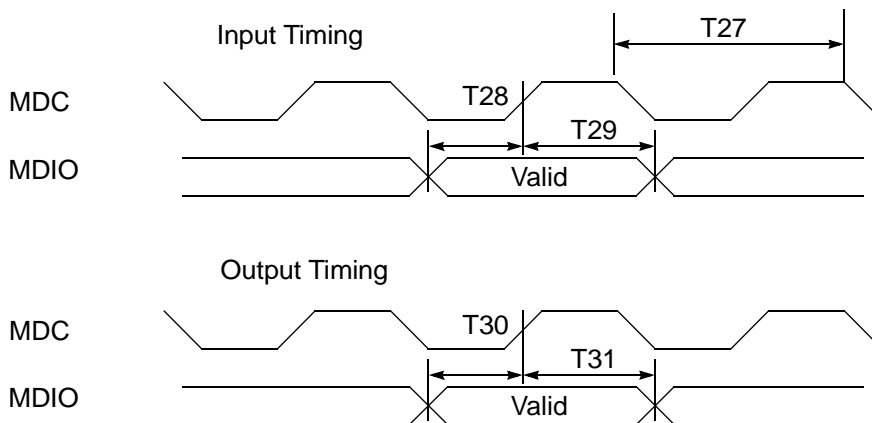 Input Timing
T27
MDC
T28
T29
MDIO
Valid
Output Timing
MDC
T30
T31
MDIO
Valid